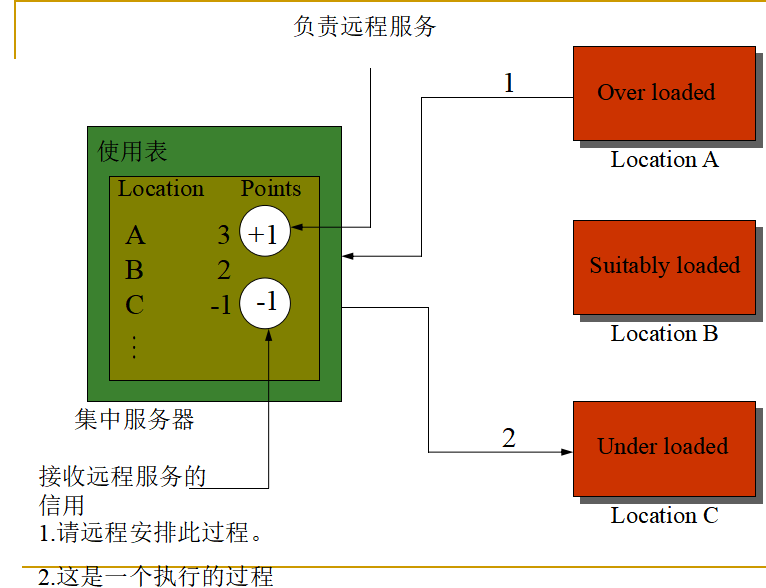 负责远程服务
1
Over loaded
Location A
使用表
Location Points
A 3 +1
B 2
C -1 -1
⋮
Suitably loaded
Location B
集中服务器
2
Under loaded
Location C
接收远程服务的
信用
1.请远程安排此过程。
2.这是一个执行的过程